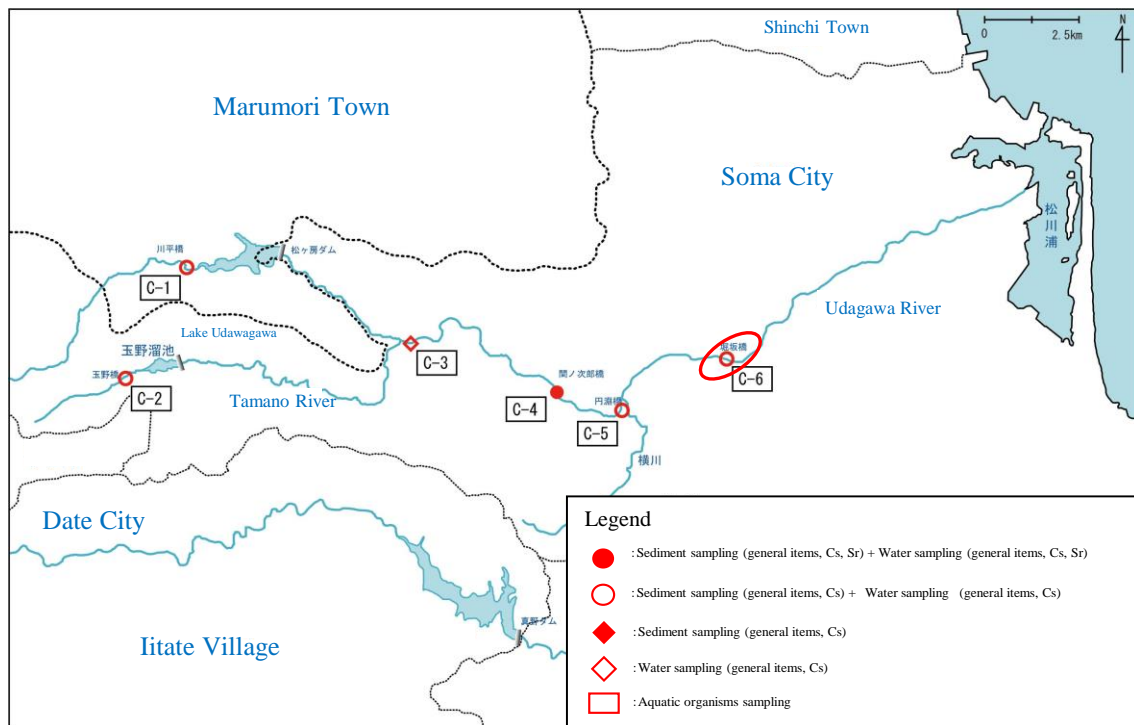 Shinchi Town
N
0
2.5km
Marumori Town
Soma City
松川浦
川平橋
松ヶ房ダム
C-1
Udagawa River
Lake Udawagawa
玉野溜池
C-3
堀坂橋
玉野橋
C-6
C-2
Tamano River
関ノ次郎橋
C-4
円渕橋
C-5
横川
Date City
Iitate Village
真野ダム
Legend
:Sediment sampling (general items, Cs, Sr) + Water sampling (general items, Cs, Sr)
:Sediment sampling (general items, Cs) + Water sampling (general items, Cs)
:Sediment sampling (general items, Cs)
:Water sampling (general items, Cs)
:Aquatic organisms sampling